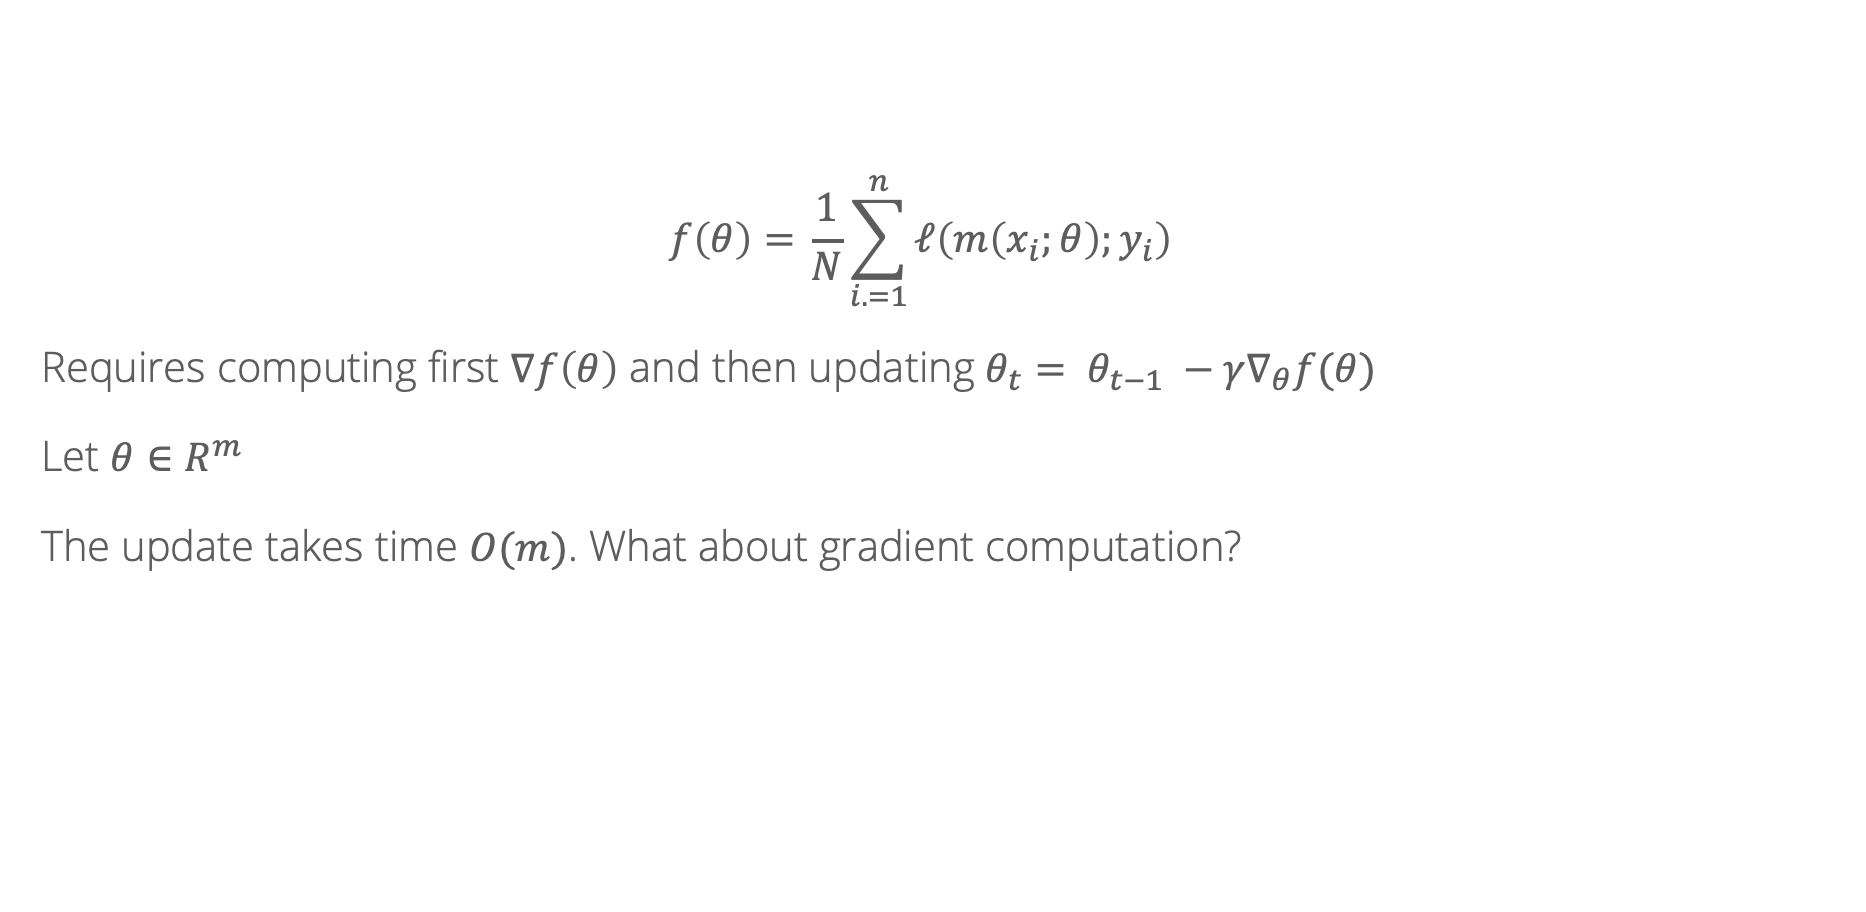 f(θ) = 1/N ∑_{i.=1}^{n} ℓ(m(x_i; θ); y_i)
Requires computing first ∇f(θ) and then updating θ_t = θ_{t−1} − γ∇_θ f(θ)
Let θ ∈ R^m
The update takes time O(m). What about gradient computation?